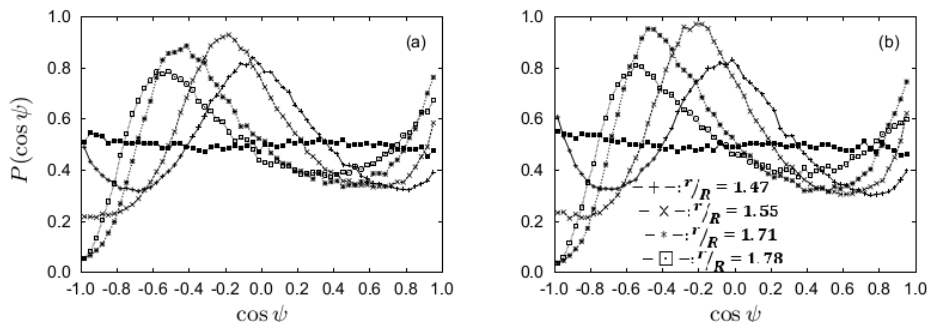 (a)
P(cos ψ)
1.0
0.8
0.6
0.4
0.2
0.0
-1.0 -0.8 -0.6 -0.4 -0.2 0.0 0.2 0.4 0.6 0.8 1.0
cos ψ
(b)
1.0
0.8
0.6
0.4
0.2
0.0
– + –: r/R = 1.47
– × –: r/R = 1.55
– * –: r/R = 1.71
– ⊡ –: r/R = 1.78
-1.0 -0.8 -0.6 -0.4 -0.2 0.0 0.2 0.4 0.6 0.8 1.0
cos ψ